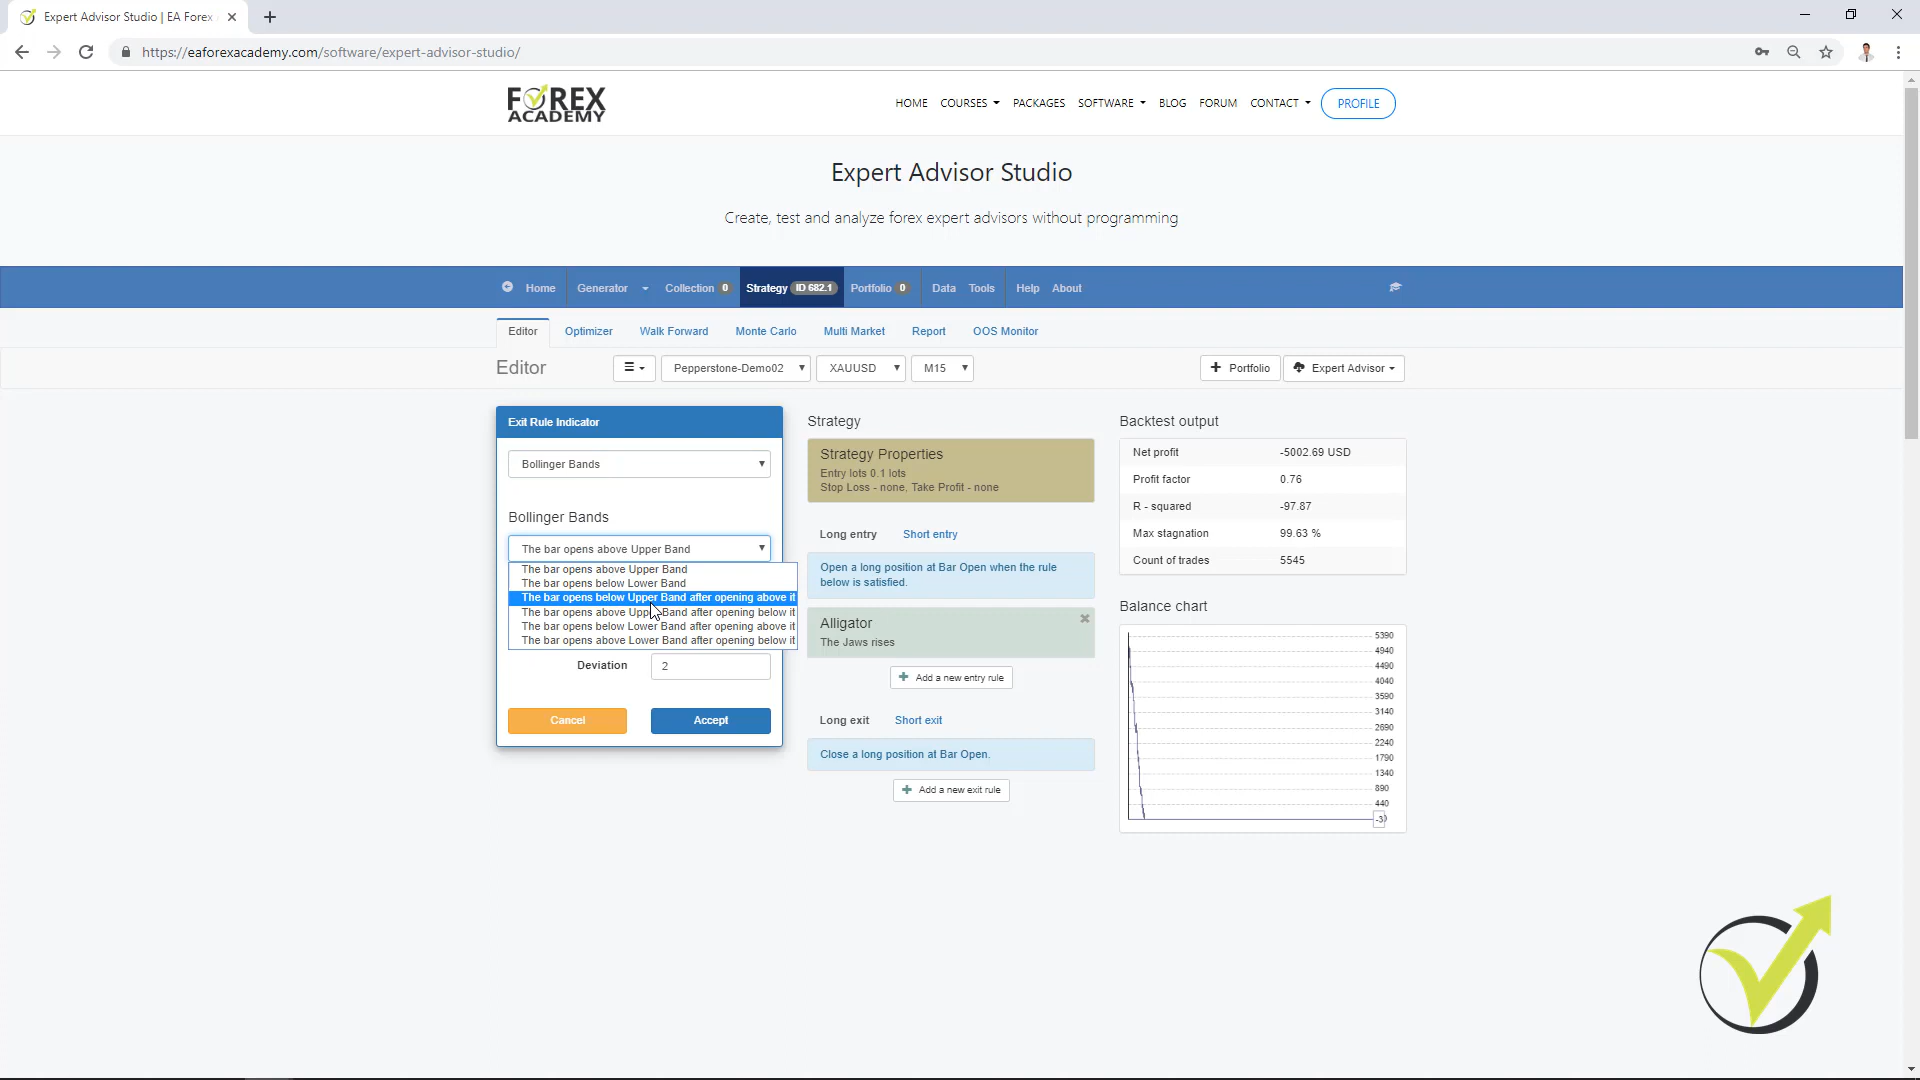 Expert Advisor Studio | EA Forex
https://eaforexacademy.com/software/expert-advisor-studio/
FOREX
ACADEMY
HOME COURSES PACKAGES SOFTWARE BLOG FORUM CONTACT PROFILE
Expert Advisor Studio
Create, test and analyze forex expert advisors without programming
Home Generator Collection 0 Strategy ID 682.1 Portfolio 0 Data Tools Help About
Editor Optimizer Walk Forward Monte Carlo Multi Market Report OOS Monitor
Editor Pepperstone-Demo02 XAUUSD M15 Portfolio Expert Advisor
Exit Rule Indicator
Bollinger Bands
Bollinger Bands
The bar opens above Upper Band
The bar opens above Upper Band
The bar opens below Lower Band
The bar opens below Upper Band after opening above it
The bar opens above Upper Band after opening below it
The bar opens below Lower Band after opening above it
The bar opens above Lower Band after opening below it
Deviation 2
Cancel Accept
Strategy
Strategy Properties
Entry lots 0.1 lots
Stop Loss - none, Take Profit - none
Long entry Short entry
Open a long position at Bar Open when the rule
below is satisfied.
Alligator
The Jaws rises
Add a new entry rule
Long exit Short exit
Close a long position at Bar Open.
Add a new exit rule
Backtest output
Net profit -5002.69 USD
Profit factor 0.76
R - squared -97.87
Max stagnation 99.63 %
Count of trades 5545
Balance chart
5390
4940
4490
4040
3590
3140
2690
2240
1790
1340
890
440